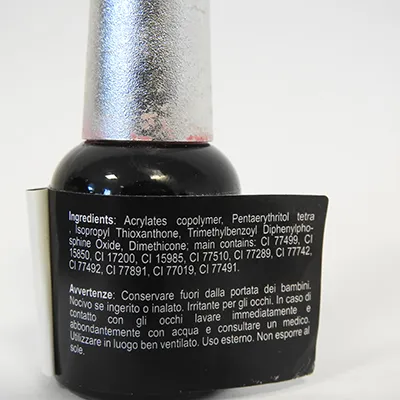 Ingredients: Acrylates copolymer, Pentaerythritol tetra
, Isopropyl Thioxanthone, Trimethylbenzoyl Diphenylpho-
sphine Oxide, Dimethicone; main contains: CI 77499, CI
15850, CI 17200, CI 15985, CI 77510, CI 77289, CI 77742,
CI 77492, CI 77891, CI 77019, CI 77491.
Avvertenze: Conservare fuori dalla portata dei bambini.
Nocivo se ingerito o inalato. Irritante per gli occhi. In caso di
contatto con gli occhi lavare immediatamente e
abbondantemente con acqua e consultare un medico.
Utilizzare in luogo ben ventilato. Uso esterno. Non esporre al
sole.